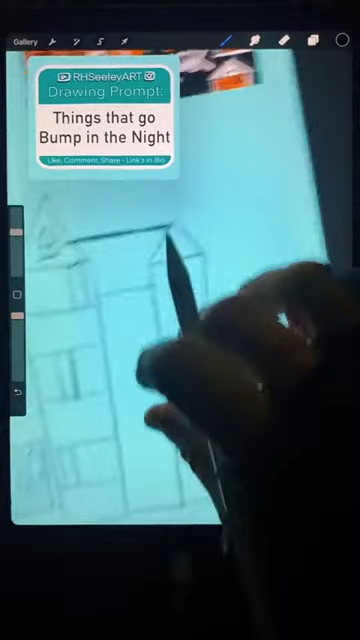 Gallery
RHSeeleyART
Drawing Prompt:
Things that go
Bump in the Night
Like, Comment, Share - Link's in Bio